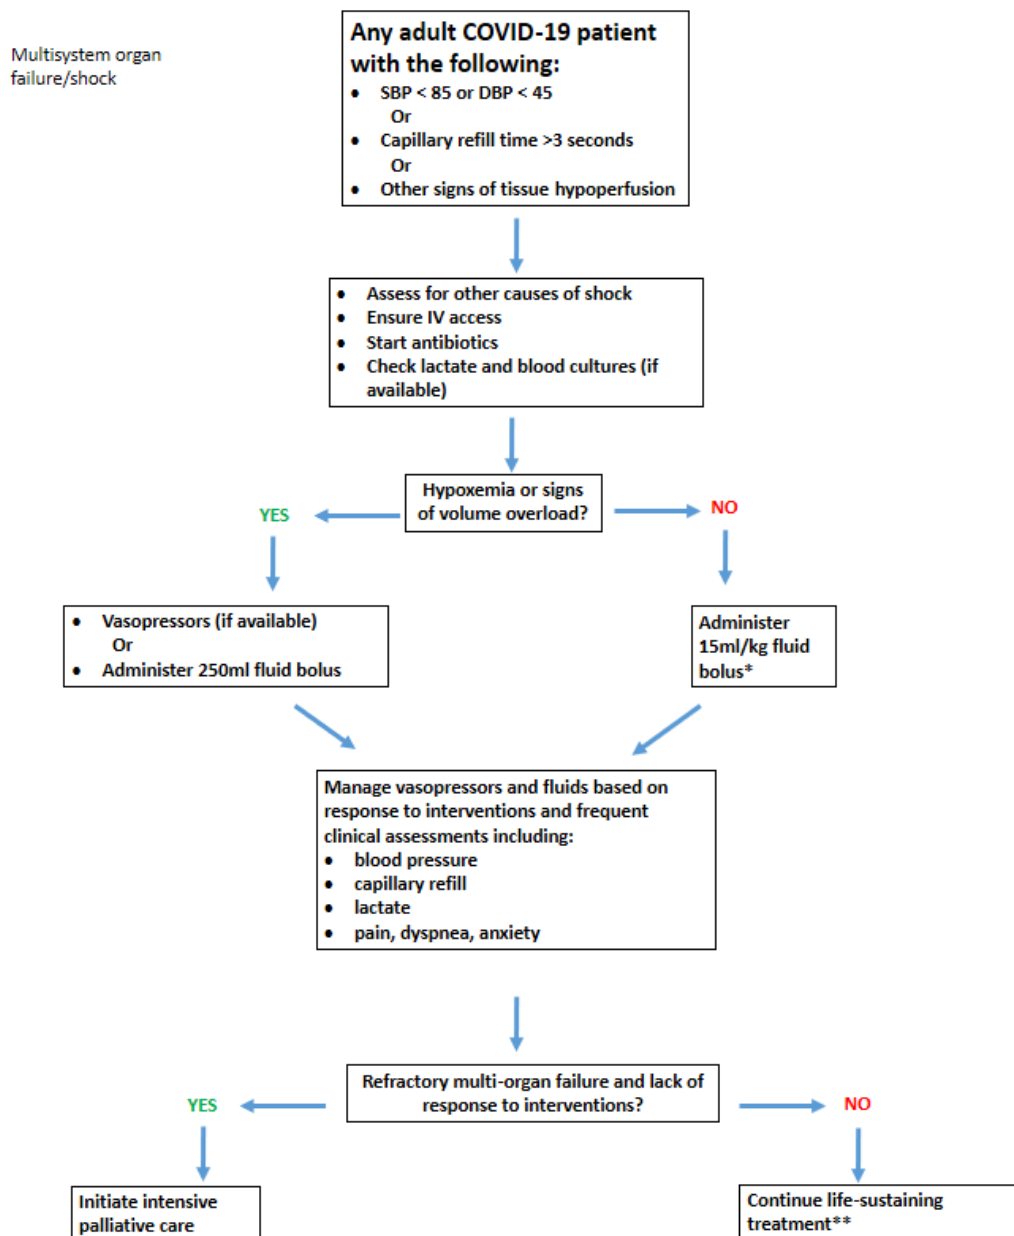 Multisystem organ
failure/shock
Any adult COVID-19 patient
with the following:
• SBP < 85 or DBP < 45
Or
• Capillary refill time >3 seconds
Or
• Other signs of tissue hypoperfusion
• Assess for other causes of shock
• Ensure IV access
• Start antibiotics
• Check lactate and blood cultures (if
available)
Hypoxemia or signs
of volume overload?
YES
NO
• Vasopressors (if available)
Or
• Administer 250ml fluid bolus
Administer
15ml/kg fluid
bolus*
Manage vasopressors and fluids based on
response to interventions and frequent
clinical assessments including:
• blood pressure
• capillary refill
• lactate
• pain, dyspnea, anxiety
Refractory multi-organ failure and lack of
response to interventions?
YES
NO
Initiate intensive
palliative care
Continue life-sustaining
treatment**